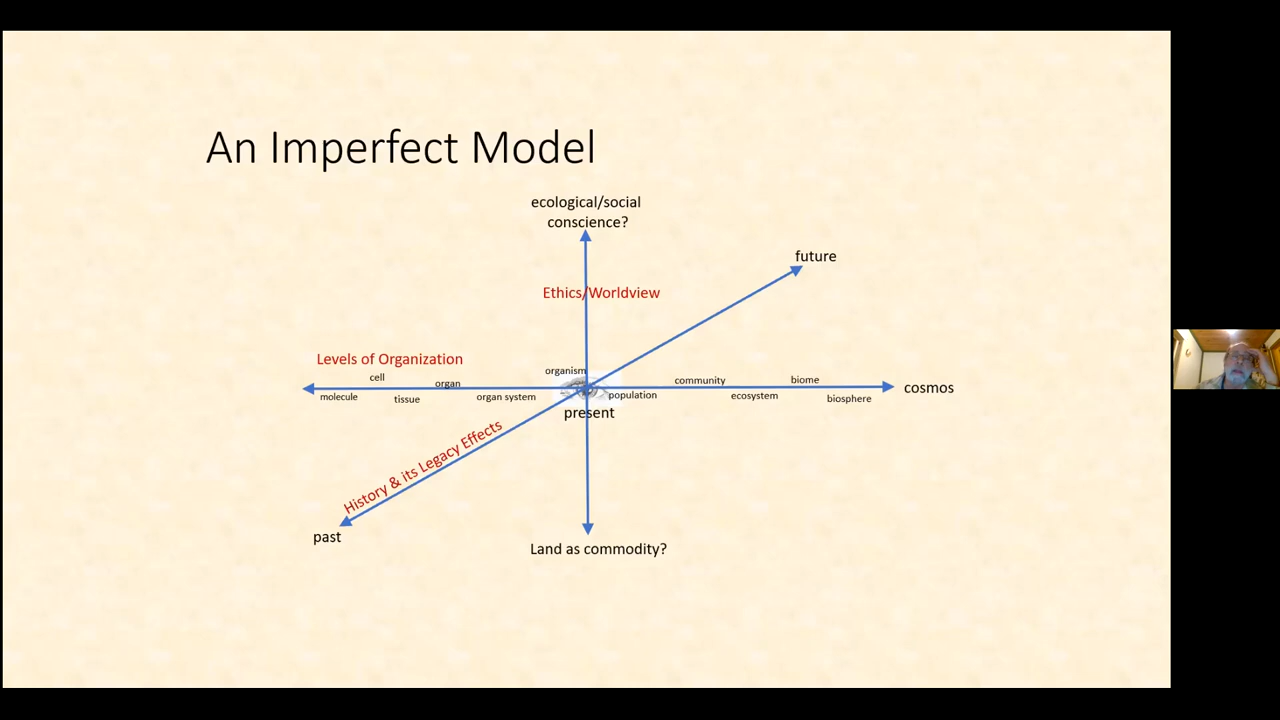 An Imperfect Model
ecological/social
conscience?
future
Ethics/Worldview
Levels of Organization
organism
cell
organ
community
biome
cosmos
molecule
tissue
organ system
population
ecosystem
biosphere
present
History & its Legacy Effects
past
Land as commodity?